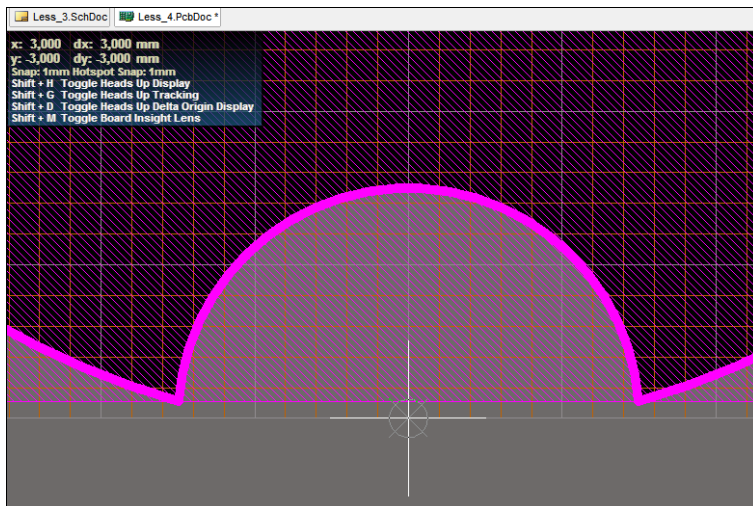 Less_3.SchDoc Less_4.PcbDoc *
x: 3,000 dx: 3,000 mm
y: -3,000 dy: -3,000 mm
Snap: 1mm Hotspot Snap: 1mm
Shift + H Toggle Heads Up Display
Shift + G Toggle Heads Up Tracking
Shift + D Toggle Heads Up Delta Origin Display
Shift + M Toggle Board Insight Lens